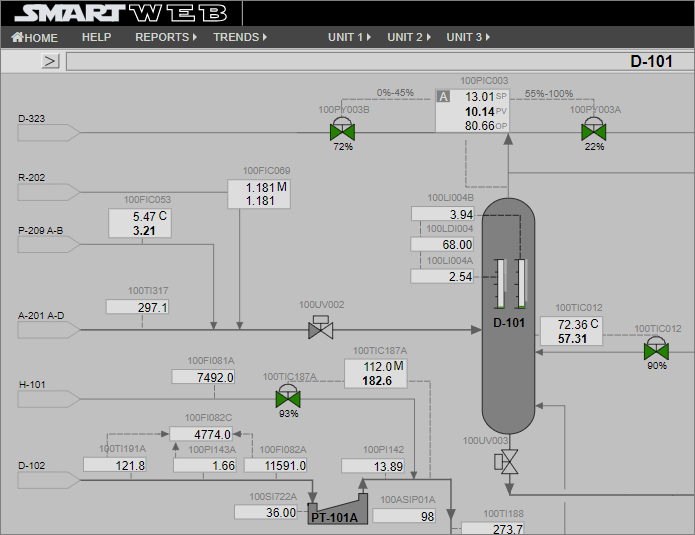 SMART WEB
HOME HELP REPORTS TRENDS UNIT 1 UNIT 2 UNIT 3
> D-101
100PIC003
0%-45% A 13.01 SP 55%-100%
100PY003B 10.14 PV 100PY003A
80.66 OP
D-323
72% 22%
100FIC069
R-202 1.181 M
1.181
100FIC053
5.47 C
3.21
P-209 A-B
100LI004B
3.94
100LDI004
68.00
100LI004A
2.54
100TI317
297.1
100UV002
A-201 A-D
D-101
100TIC012
72.36 C
57.31
100TIC012
90%
100TIC187A
112.0 M
182.6
100FI081A
7492.0
100TIC187A
H-101
93%
100FI082C
4774.0
100TI191A 100PI143A 100FI082A 100PI142
D-102 121.8 1.66 11591.0 13.89
100UV003
100SI722A
36.00
PT-101A
100ASIP01A
98
100TI188
273.7